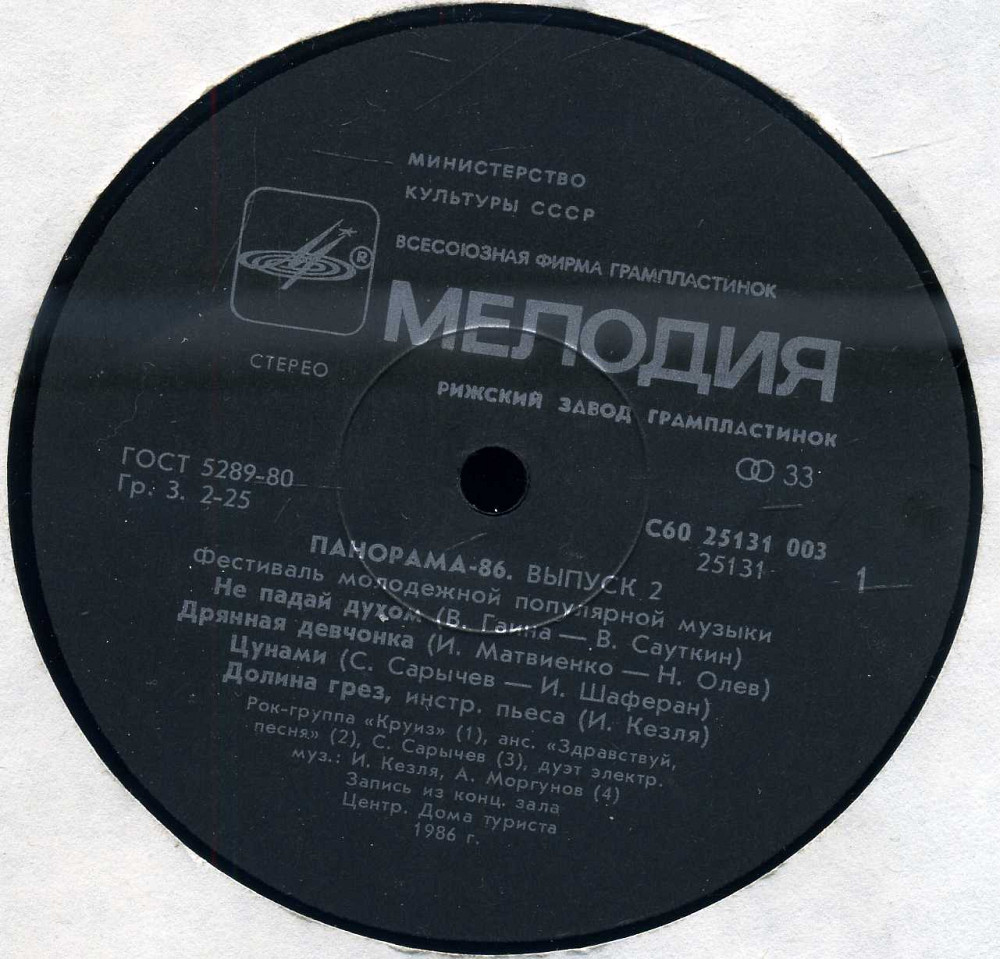 МИНИСТЕРСТВО
КУЛЬТУРЫ СССР
ВСЕСОЮЗНАЯ ФИРМА ГРАМПЛАСТИНОК
®
МЕЛОДИЯ
СТЕРЕО
РИЖСКИЙ ЗАВОД ГРАМПЛАСТИНОК
ГОСТ 5289-80
Гр. 3. 2-25
33
С60 25131 003
25131
1
ПАНОРАМА-86. ВЫПУСК 2
Фестиваль молодежной популярной музыки
Не падай духом (В. Гаина — В. Сауткин)
Дрянная девчонка (И. Матвиенко — Н. Олев)
Цунами (С. Сарычев — И. Шаферан)
Долина грез, инстр. пьеса (И. Кезля)
Рок-группа «Круиз» (1), анс. «Здравствуй,
песня» (2), С. Сарычев (3), дуэт электр.
муз.: И. Кезля, А. Моргунов (4)
Запись из конц. зала
Центр. Дома туриста
1986 г.